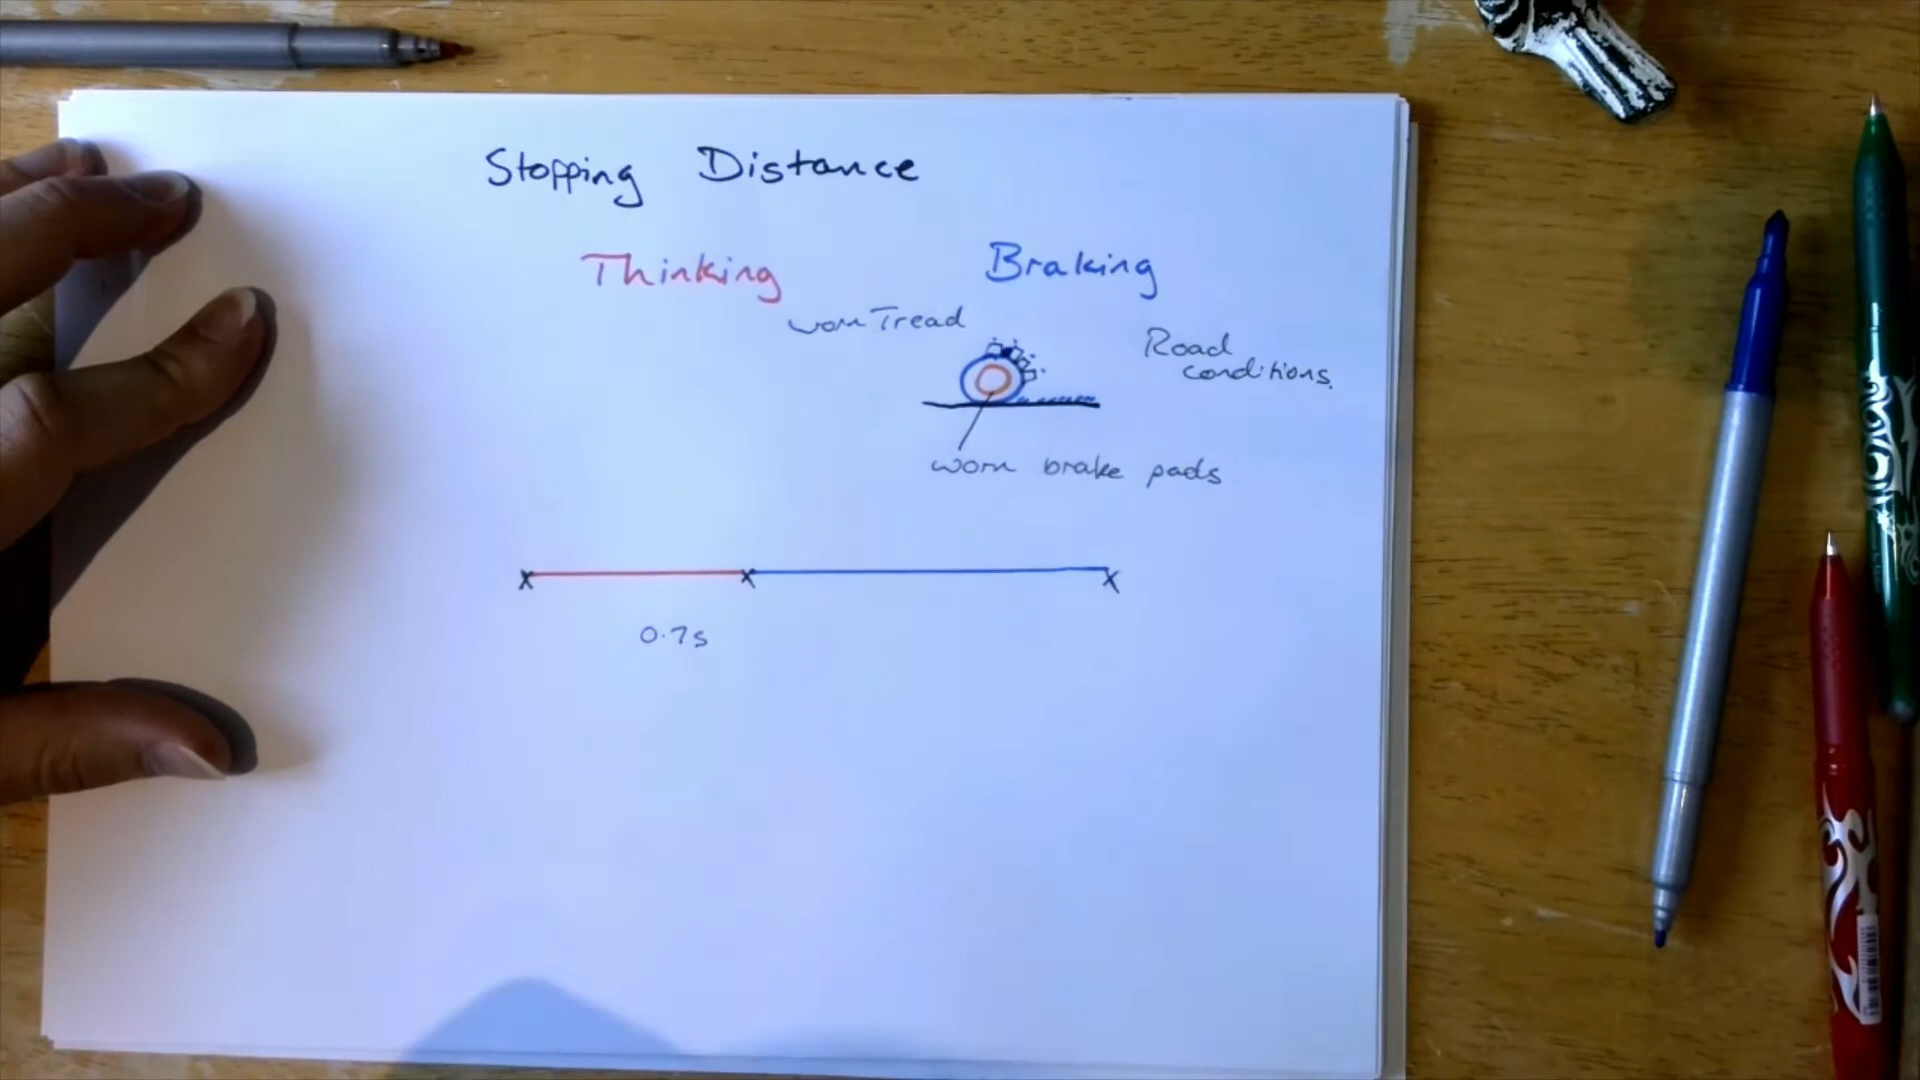 Stopping Distance
Thinking
Braking
worn Tread
Road
conditions.
worn brake pads
x x x
0.7s